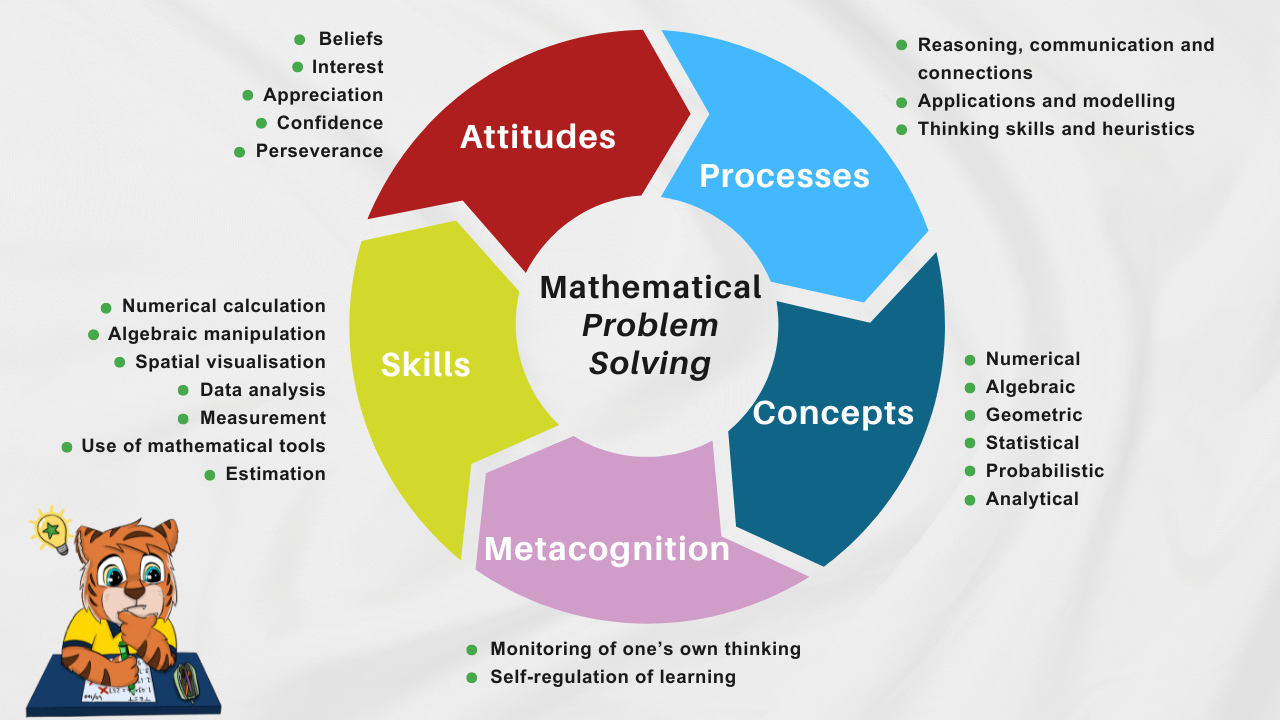 Beliefs
Interest
Appreciation
Confidence
Perseverance
Attitudes
Reasoning, communication and
connections
Applications and modelling
Thinking skills and heuristics
Processes
Mathematical
Problem
Solving
Numerical calculation
Algebraic manipulation
Spatial visualisation
Data analysis
Measurement
Use of mathematical tools
Estimation
Skills
Concepts
Numerical
Algebraic
Geometric
Statistical
Probabilistic
Analytical
Metacognition
Monitoring of one’s own thinking
Self-regulation of learning